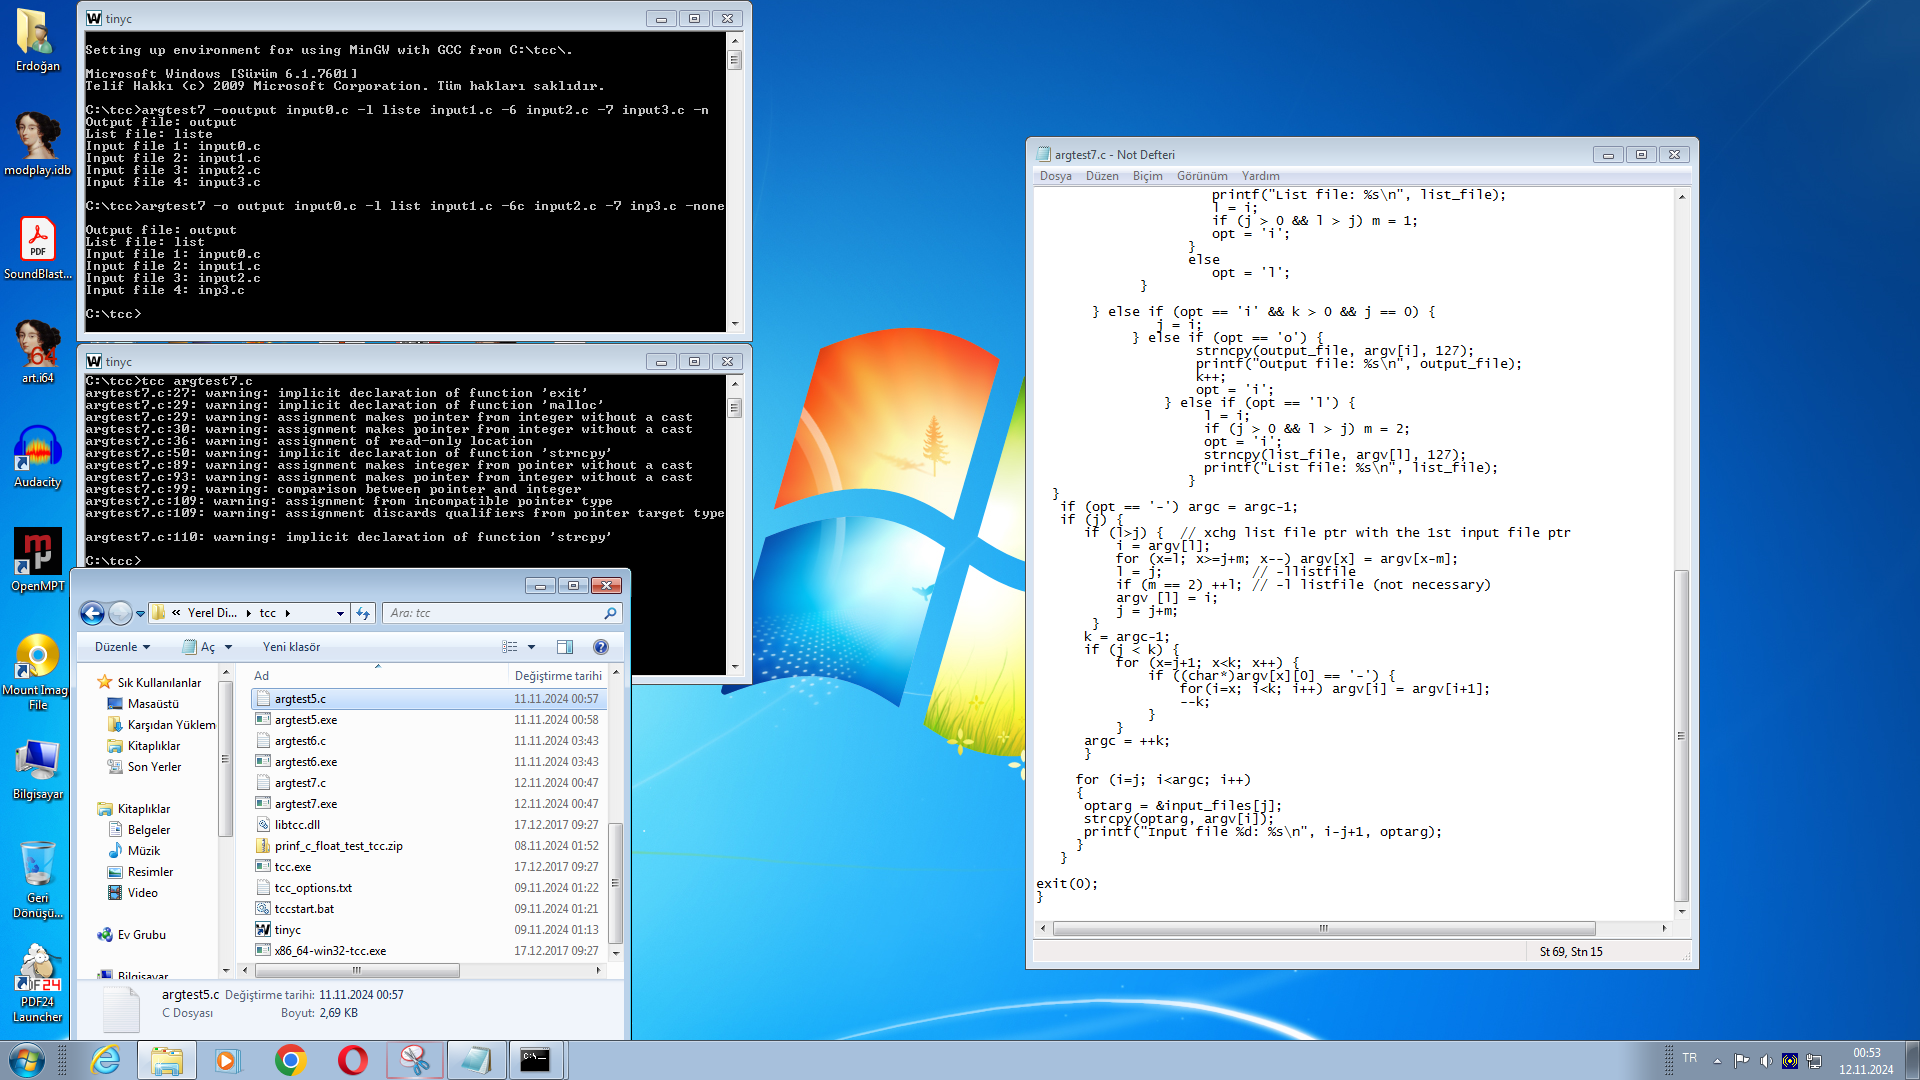 Erdoğan
modplay.idb
PDF
SoundBlast...
64
art.i64
Audacity
OpenMPT
Mount Imag
File
Bilgisayar
Geri
Dönüşü...
PDF24
Launcher
tinyc
Setting up environment for using MinGW with GCC from C:\tcc\.
Microsoft Windows [Sürüm 6.1.7601]
Telif Hakkı (c) 2009 Microsoft Corporation. Tüm hakları saklıdır.
C:\tcc>argtest7 -ooutput input0.c -l liste input1.c -6 input2.c -7 input3.c -n
Output file: output
List file: liste
Input file 1: input0.c
Input file 2: input1.c
Input file 3: input2.c
Input file 4: input3.c
C:\tcc>argtest7 -o output input0.c -l list input1.c -6c input2.c -7 inp3.c -none
Output file: output
List file: list
Input file 1: input0.c
Input file 2: input1.c
Input file 3: input2.c
Input file 4: inp3.c
C:\tcc>
tinyc
C:\tcc>tcc argtest7.c
argtest7.c:27: warning: implicit declaration of function 'exit'
argtest7.c:29: warning: implicit declaration of function 'malloc'
argtest7.c:29: warning: assignment makes pointer from integer without a cast
argtest7.c:30: warning: assignment makes pointer from integer without a cast
argtest7.c:36: warning: assignment of read-only location
argtest7.c:50: warning: implicit declaration of function 'strncpy'
argtest7.c:89: warning: assignment makes integer from pointer without a cast
argtest7.c:93: warning: assignment makes pointer from integer without a cast
argtest7.c:99: warning: comparison between pointer and integer
argtest7.c:109: warning: assignment from incompatible pointer type
argtest7.c:109: warning: assignment discards qualifiers from pointer target type
argtest7.c:110: warning: implicit declaration of function 'strcpy'
C:\tcc>
« Yerel Di... ▸ tcc ▸
Ara: tcc
Düzenle
Aç
Yeni klasör
Sık Kullanılanlar
Masaüstü
Karşıdan Yüklem
Kitaplıklar
Son Yerler
Kitaplıklar
Belgeler
Müzik
Resimler
Video
Ev Grubu
Bilgisayar
Ad Değiştirme tarihi
argtest5.c 11.11.2024 00:57
argtest5.exe 11.11.2024 00:58
argtest6.c 11.11.2024 03:43
argtest6.exe 11.11.2024 03:43
argtest7.c 12.11.2024 00:47
argtest7.exe 12.11.2024 00:47
libtcc.dll 17.12.2017 09:27
prinf_c_float_test_tcc.zip 08.11.2024 01:52
tcc.exe 17.12.2017 09:27
tcc_options.txt 09.11.2024 01:22
tccstart.bat 09.11.2024 01:21
tinyc 09.11.2024 01:13
x86_64-win32-tcc.exe 17.12.2017 09:27
argtest5.c Değiştirme tarihi: 11.11.2024 00:57
C Dosyası Boyut: 2,69 KB
argtest7.c - Not Defteri
Dosya Düzen Biçim Görünüm Yardım
printf("List file: %s\n", list_file);
l = i;
if (j > 0 && l > j) m = 1;
opt = 'i';
}
else
opt = 'l';
}
} else if (opt == 'i' && k > 0 && j == 0) {
j = i;
} else if (opt == 'o') {
strncpy(output_file, argv[i], 127);
printf("Output file: %s\n", output_file);
k++;
opt = 'i';
} else if (opt == 'l') {
l = i;
if (j > 0 && l > j) m = 2;
opt = 'i';
strncpy(list_file, argv[l], 127);
printf("List file: %s\n", list_file);
}
}
if (opt == '-') argc = argc-1;
if (j) {
if (l>j) { // xchg list file ptr with the 1st input file ptr
i = argv[l];
for (x=l; x>=j+m; x--) argv[x] = argv[x-m];
l = j; // -llistfile
if (m == 2) ++l; // -l listfile (not necessary)
argv [l] = i;
j = j+m;
}
k = argc-1;
if (j < k) {
for (x=j+1; x<k; x++) {
if ((char*)argv[x][0] == '-') {
for(i=x; i<k; i++) argv[i] = argv[i+1];
--k;
}
}
argc = ++k;
}
for (i=j; i<argc; i++)
{
optarg = &input_files[j];
strcpy(optarg, argv[i]);
printf("Input file %d: %s\n", i-j+1, optarg);
}
}
exit(0);
}
St 69, Stn 15
TR
00:53
12.11.2024